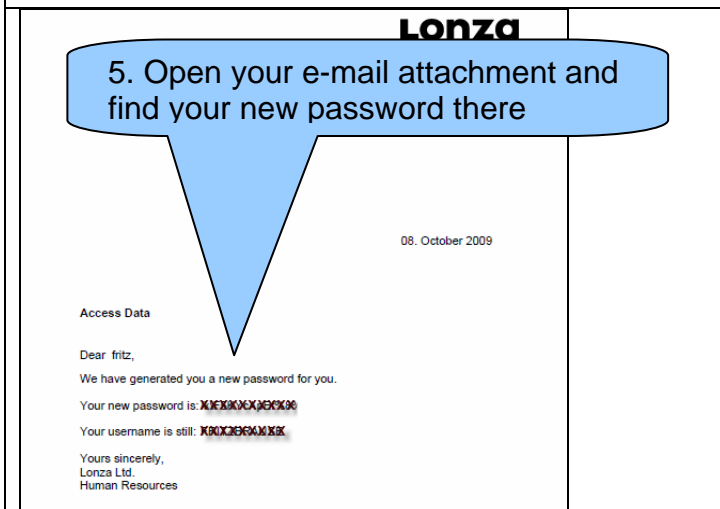 Lonza
5. Open your e-mail attachment and
find your new password there
08. October 2009
Access Data
Dear fritz,
We have generated you a new password for you.
Your new password is:
Your username is still:
Yours sincerely,
Lonza Ltd.
Human Resources